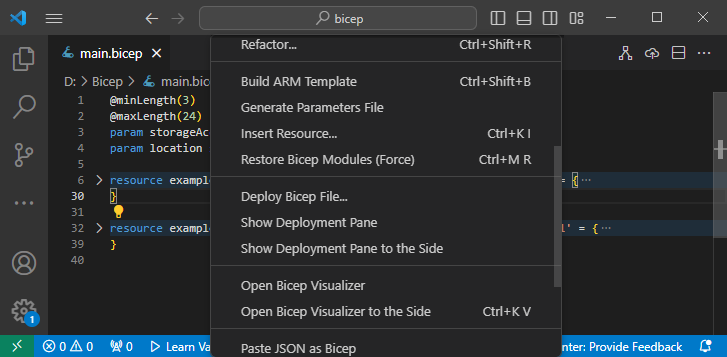 bicep
main.bicep
Refactor... Ctrl+Shift+R
D: > Bicep > main.bic
Build ARM Template Ctrl+Shift+B
1 @minLength(3)
Generate Parameters File
2 @maxLength(24)
3 param storageAc
Insert Resource... Ctrl+K I
4 param location
Restore Bicep Modules (Force) Ctrl+M R
6 resource example = { ...
30 }
Deploy Bicep File...
31
Show Deployment Pane
32 resource example l' = { ...
}
Show Deployment Pane to the Side
40
Open Bicep Visualizer
Open Bicep Visualizer to the Side Ctrl+K V
1
0 0 0 Learn Va
Paste JSON as Bicep
nter: Provide Feedback